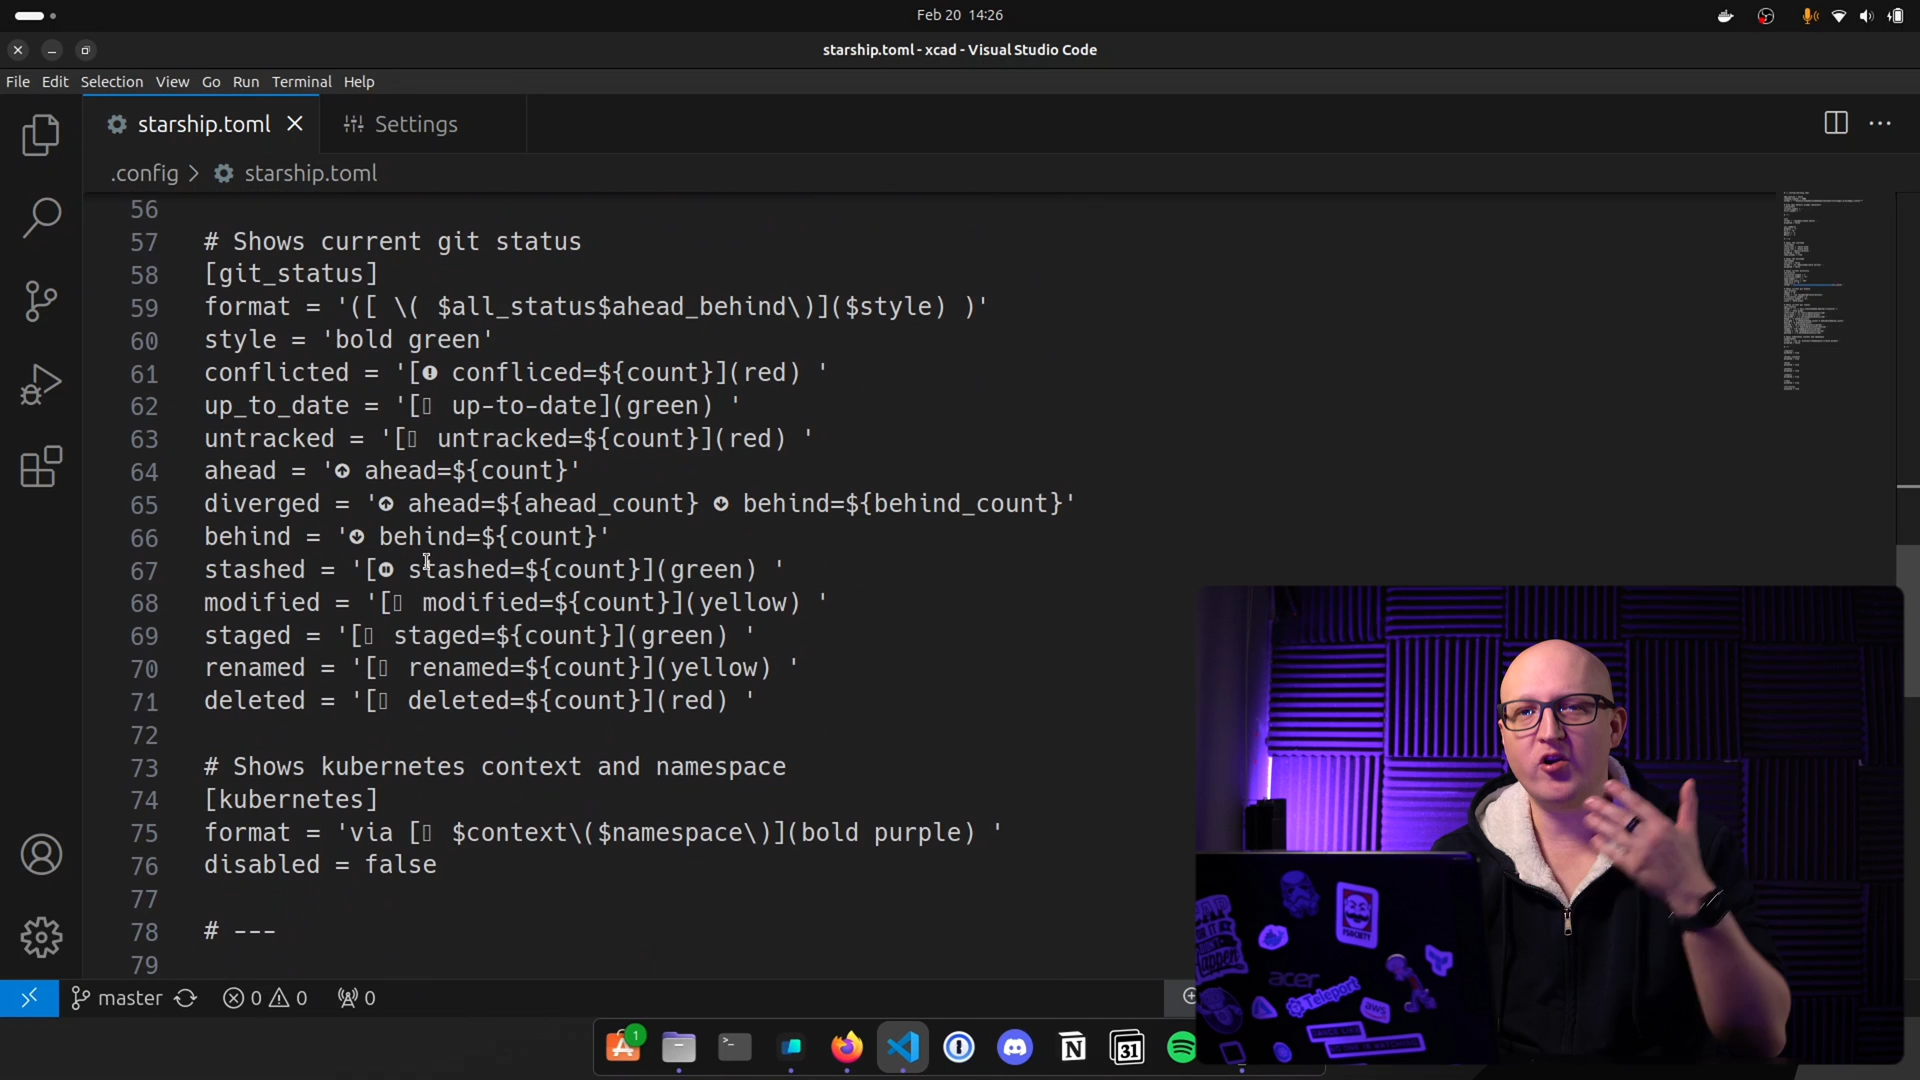 Feb 20 14:26
starship.toml - xcad - Visual Studio Code
File Edit Selection View Go Run Terminal Help
starship.toml Settings
.config > starship.toml
56
57 # Shows current git status
58 [git_status]
59 format = '([ \( $all_status$ahead_behind\)]($style) )'
60 style = 'bold green'
61 conflicted = '[ confliced=${count}](red) '
62 up_to_date = '[ up-to-date](green) '
63 untracked = '[ untracked=${count}](red) '
64 ahead = ' ahead=${count}'
65 diverged = ' ahead=${ahead_count}  behind=${behind_count}'
66 behind = ' behind=${count}'
67 stashed = '[ stashed=${count}](green) '
68 modified = '[ modified=${count}](yellow) '
69 staged = '[ staged=${count}](green) '
70 renamed = '[ renamed=${count}](yellow) '
71 deleted = '[ deleted=${count}](red) '
72
73 # Shows kubernetes context and namespace
74 [kubernetes]
75 format = 'via [ $context\($namespace\)](bold purple) '
76 disabled = false
77
78 # ---
79
master 0 0 0
1
31
acer
Teleport
aws
Happen